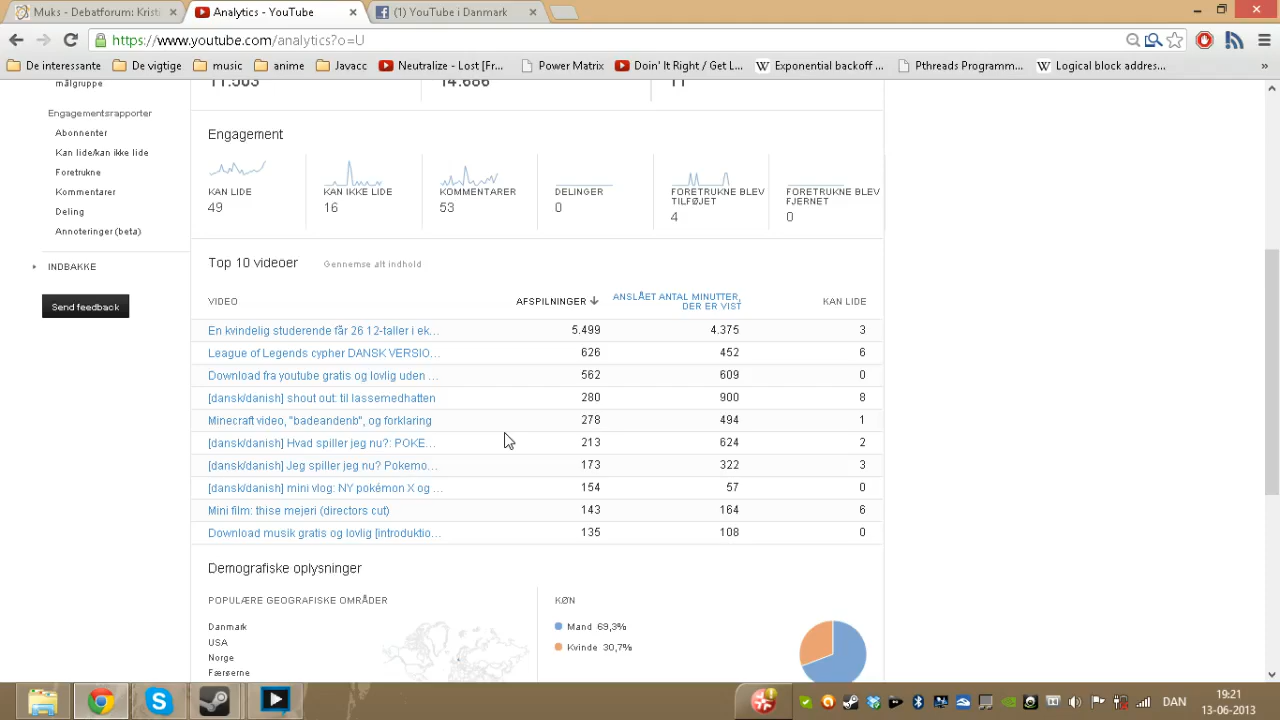 Muks - Debatforum: Kristi
Analytics - YouTube
(1) YouTube i Danmark
https://www.youtube.com/analytics?o=U
De interessante
De vigtige
music
anime
Javacc
Neutralize - Lost [Fre...
Power Matrix
Doin' It Right / Get L...
Exponential backoff ...
Pthreads Programm...
Logical block addres...
»
målgruppe
11.503
14.686
11
Engagementsrapporter
Abonnenter
Kan lide/kan ikke lide
Foretrukne
Kommentarer
Deling
Annoteringer (beta)
INDBAKKE
Send feedback
Engagement
KAN LIDE
49
KAN IKKE LIDE
16
KOMMENTARER
53
DELINGER
0
FORETRUKNE BLEV
TILFØJET
4
FORETRUKNE BLEV
FJERNET
0
Top 10 videoer Gennemse alt indhold
VIDEO AFSPILNINGER ANSLÅET ANTAL MINUTTER, DER ER VIST KAN LIDE
En kvindelig studerende får 26 12-taller i ek... 5.499 4.375 3
League of Legends cypher DANSK VERSIO... 626 452 6
Download fra youtube gratis og lovlig uden ... 562 609 0
[dansk/danish] shout out: til lassemedhatten 280 900 8
Minecraft video, "badeandenb", og forklaring 278 494 1
[dansk/danish] Hvad spiller jeg nu?: POKE... 213 624 2
[dansk/danish] Jeg spiller jeg nu? Pokemo... 173 322 3
[dansk/danish] mini vlog: NY pokémon X og ... 154 57 0
Mini film: thise mejeri (directors cut) 143 164 6
Download musik gratis og lovlig [introduktio... 135 108 0
Demografiske oplysninger
POPULÆRE GEOGRAFISKE OMRÅDER
Danmark
USA
Norge
Færøerne
KØN
Mand 69,3%
Kvinde 30,7%
DAN
19:21
13-06-2013